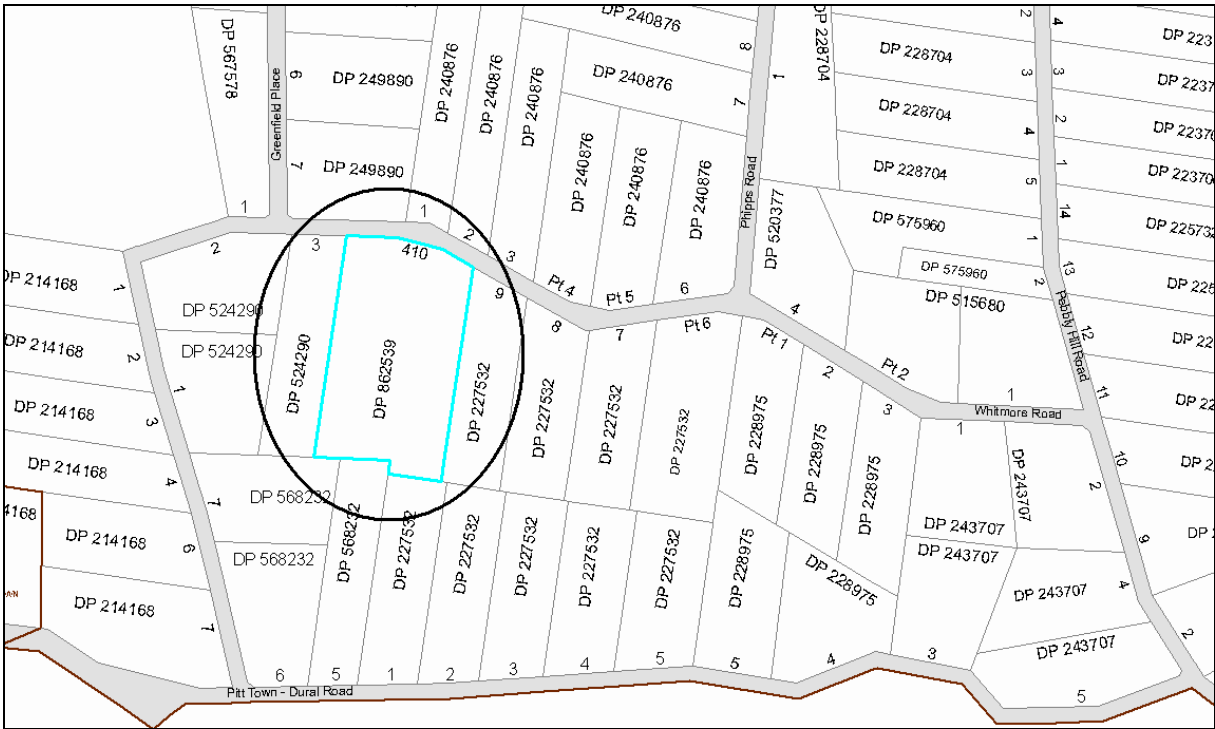 DP 567578
Greenfield Place
6
DP 249890
7
DP 249890
DP 240876
DP 240876
DP 240876
DP 240876
8
DP 240876
7
DP 240876
DP 240876
DP 240876
1
DP 228704
DP 228704
DP 228704
DP 228704
2
3
4
5
4
3
2
1
14
DP 223
DP 2237
DP 2237
DP 22370
DP 225732
Phipps Road
DP 520377
DP 575960
1
DP 575960
2
DP 515680
13
12
11
10
9
Pebbly Hill Road
1
2
3
410
1
2
3
9
Pt 4
8
Pt 5
7
6
Pt 6
Pt 1
4
2
Pt 2
3
1
Whitmore Road
1
DP 214168
1
DP 214168
2
DP 214168
3
DP 214168
4
4168
DP 214168
6
DP 214168
7
DP 524290
DP 524290
1
DP 524290
DP 862539
DP 227532
DP 227532
DP 227532
DP 227532
DP 228975
DP 228975
DP 228975
DP 243707
2
DP 568232
7
DP 568232
DP 568232
DP 227532
DP 227532
DP 227532
DP 227532
DP 227532
DP 228975
DP 228975
DP 243707
DP 243707
DP 243707
4
DP 243707
2
6
5
1
2
3
4
5
5
4
3
5
Pitt Town - Dural Road